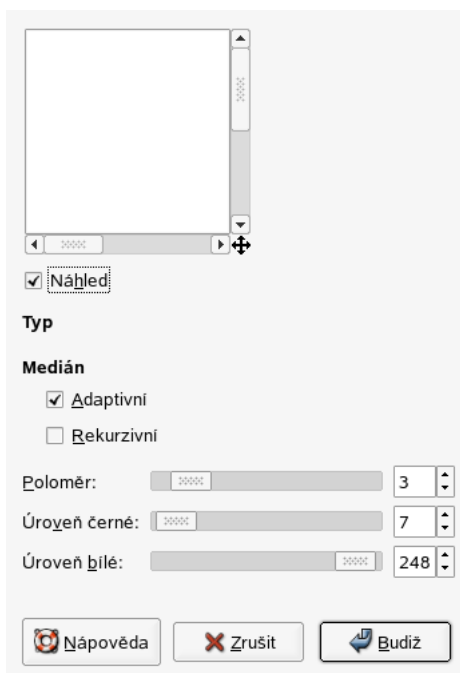 Náhled
Typ
Medián
Adaptivní
Rekurzivní
Poloměr: 3
Úroveň černé: 7
Úroveň bílé: 248
Nápověda Zrušit Budiž